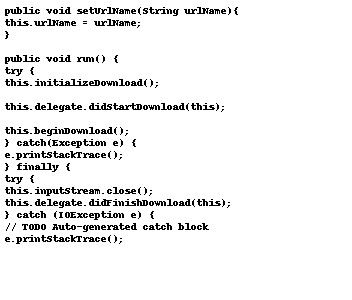 public void setUrlName(String urlName){
this.urlName = urlName;
}
public void run() {
try {
this.initializeDownload();
this.delegate.didStartDownload(this);
this.beginDownload();
} catch(Exception e) {
e.printStackTrace();
} finally {
try {
this.inputStream.close();
this.delegate.didFinishDownload(this);
} catch (IOException e) {
// TODO Auto-generated catch block
e.printStackTrace();